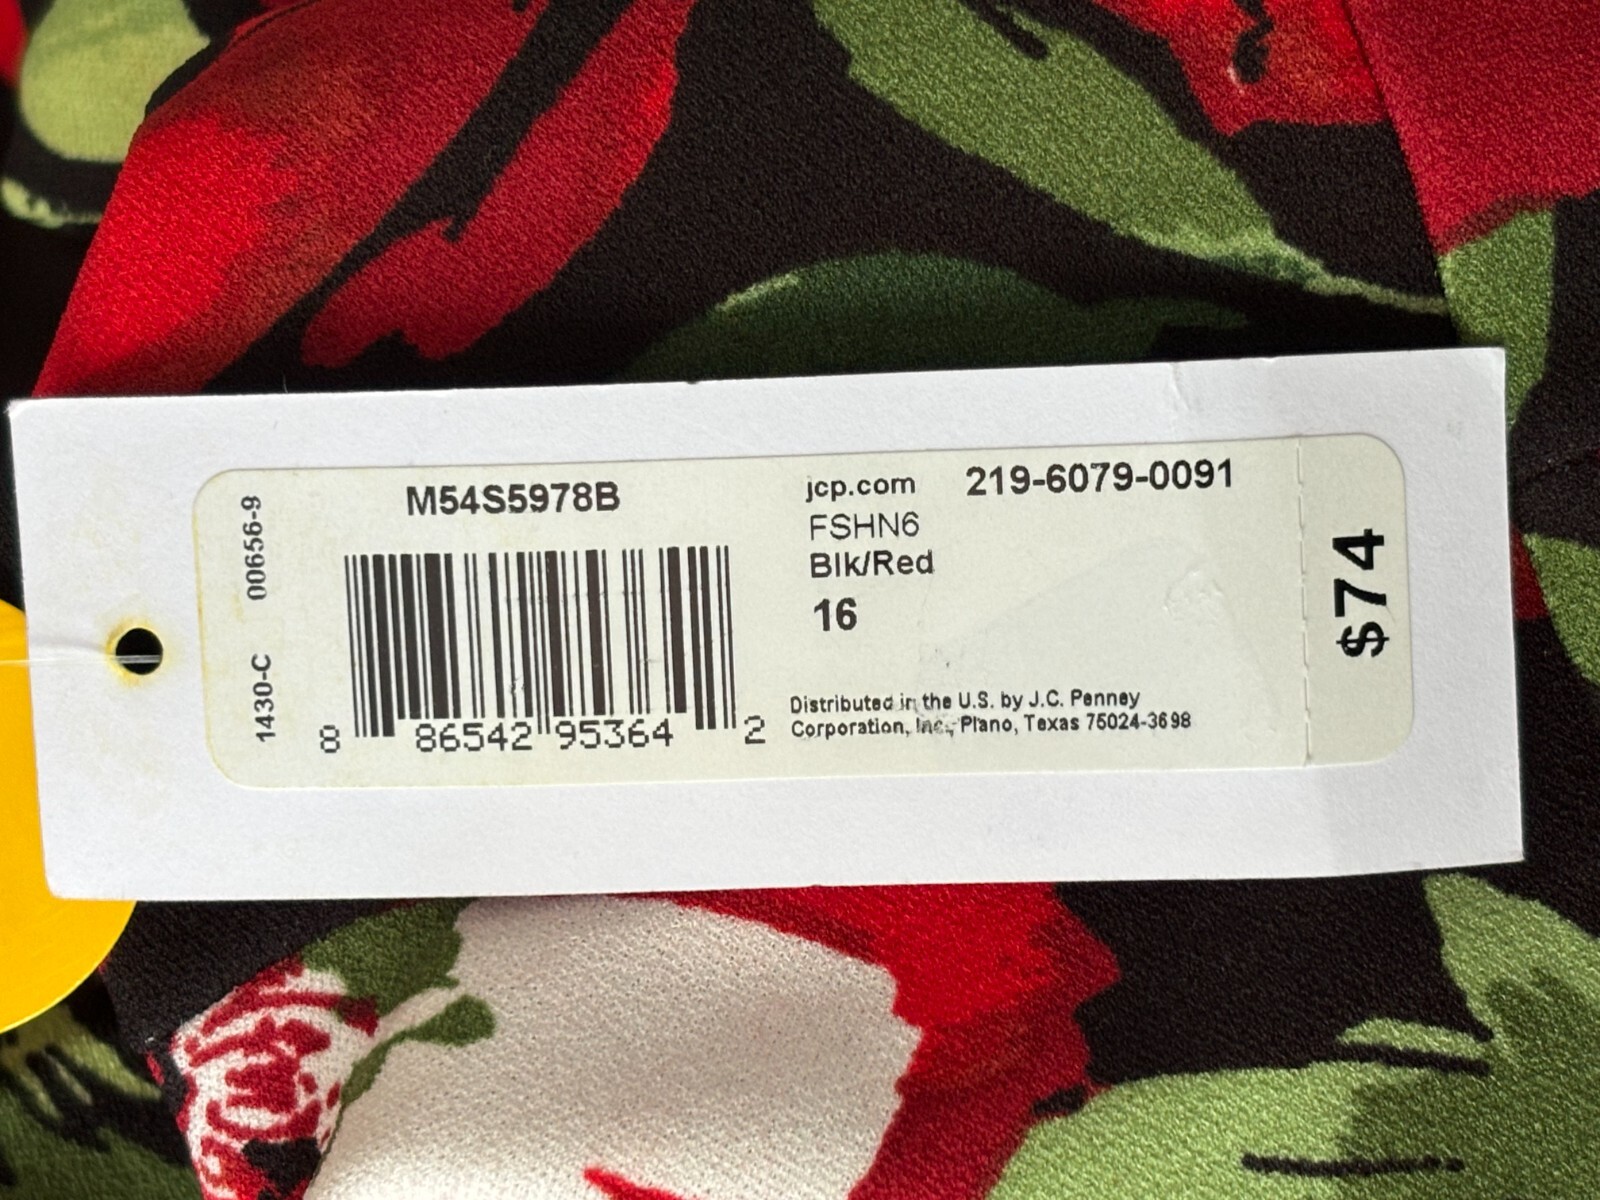 00656-9
1430-C
M54S5978B
8 86542 95364 2
jcp.com 219-6079-0091
FSHN6
Blk/Red
16
Distributed in the U.S. by J.C. Penney
Corporation, Inc., Plano, Texas 75024-3698
$74